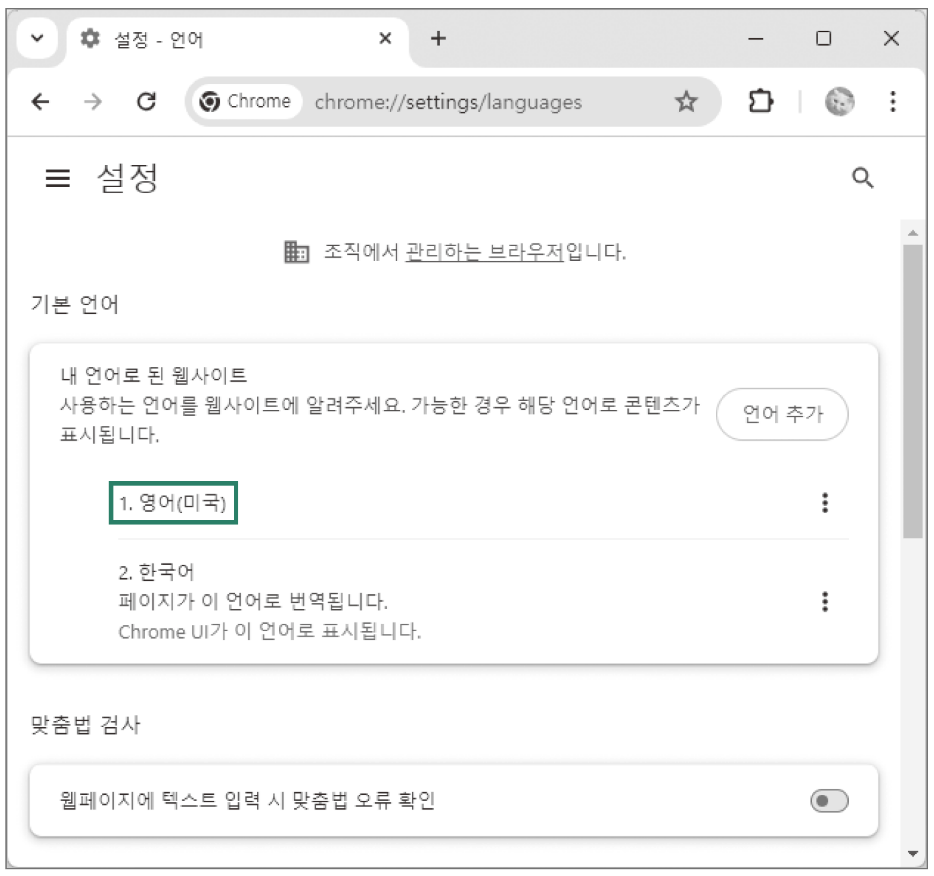 설정 - 언어
Chrome chrome://settings/languages
설정
조직에서 관리하는 브라우저입니다.
기본 언어
내 언어로 된 웹사이트
사용하는 언어를 웹사이트에 알려주세요. 가능한 경우 해당 언어로 콘텐츠가
표시됩니다.
언어 추가
1. 영어(미국)
2. 한국어
페이지가 이 언어로 번역됩니다.
Chrome UI가 이 언어로 표시됩니다.
맞춤법 검사
웹페이지에 텍스트 입력 시 맞춤법 오류 확인